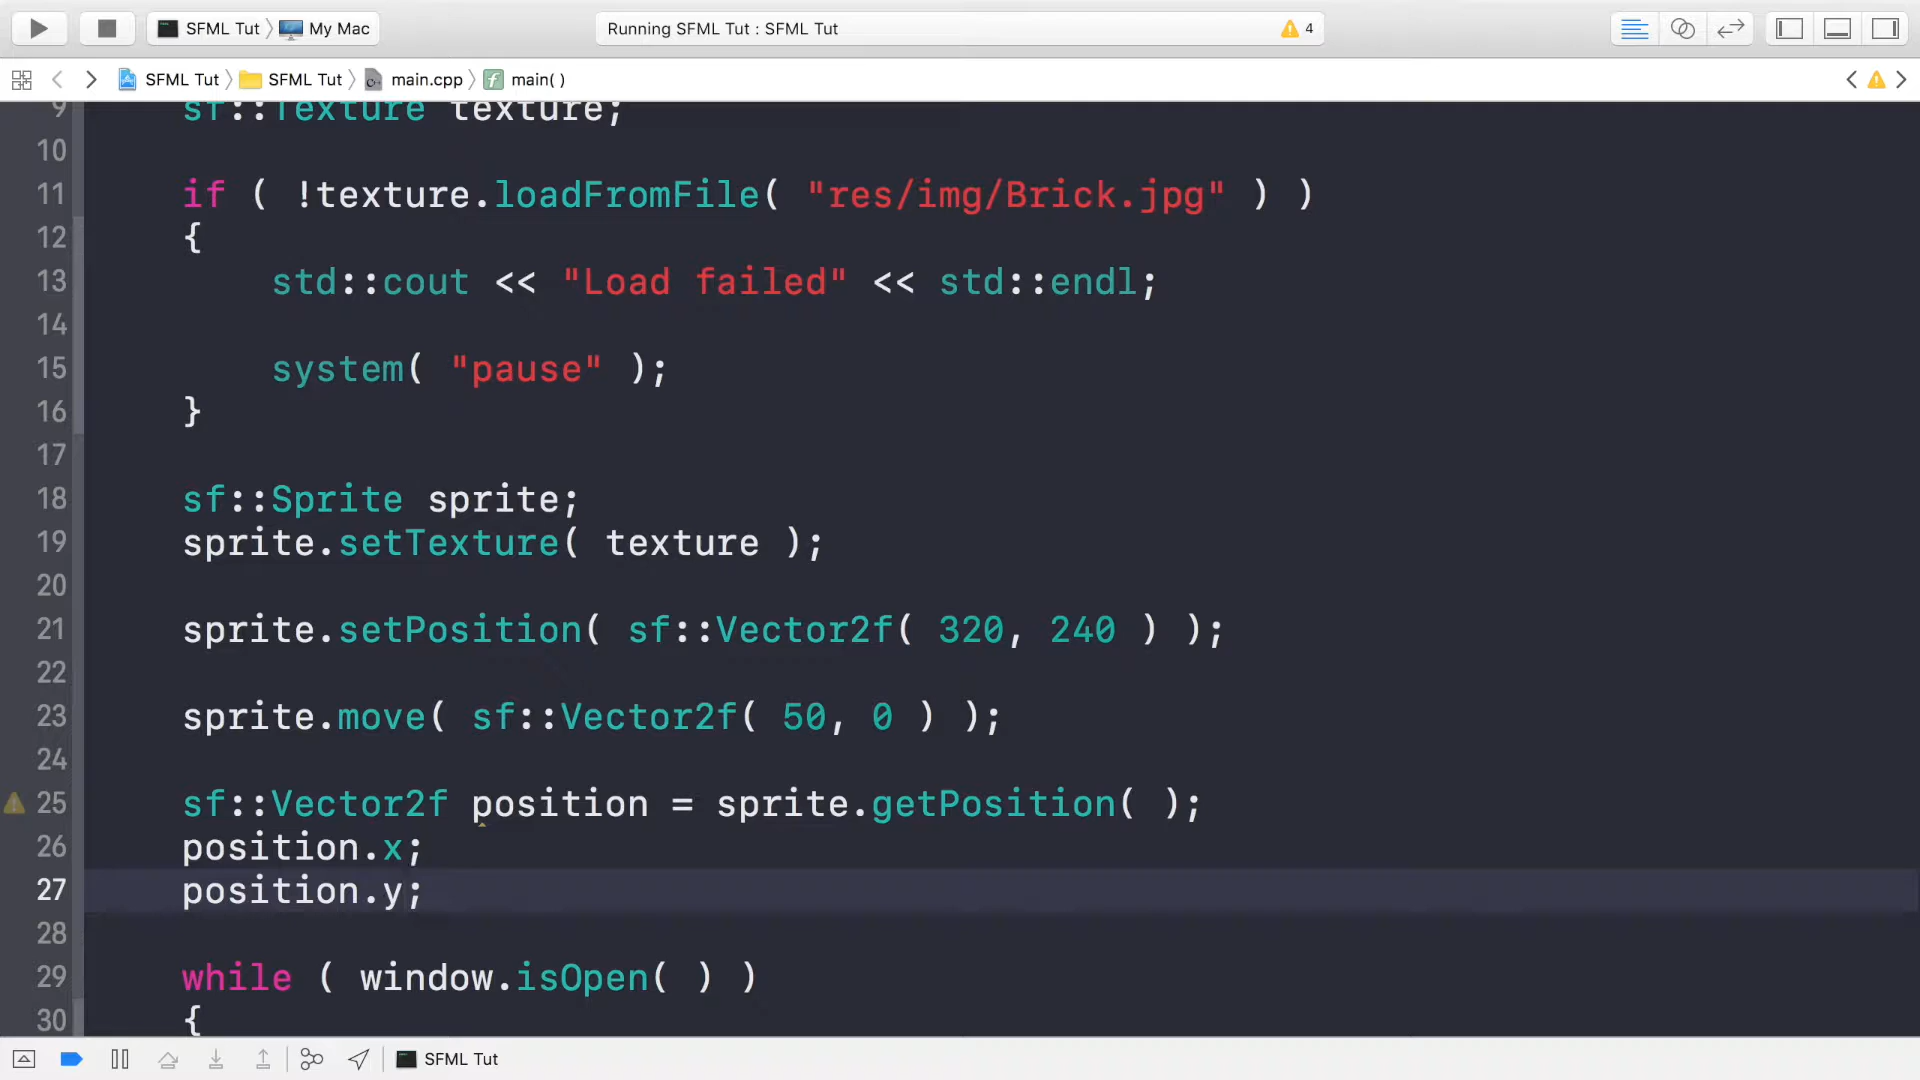 SFML Tut My Mac Running SFML Tut : SFML Tut 4
SFML Tut SFML Tut main.cpp main( )
9 sf::Texture texture;
10
11 if ( !texture.loadFromFile( "res/img/Brick.jpg" ) )
12 {
13 std::cout << "Load failed" << std::endl;
14
15 system( "pause" );
16 }
17
18 sf::Sprite sprite;
19 sprite.setTexture( texture );
20
21 sprite.setPosition( sf::Vector2f( 320, 240 ) );
22
23 sprite.move( sf::Vector2f( 50, 0 ) );
24
25 sf::Vector2f position = sprite.getPosition( );
26 position.x;
27 position.y;
28
29 while ( window.isOpen( ) )
30 {
SFML Tut